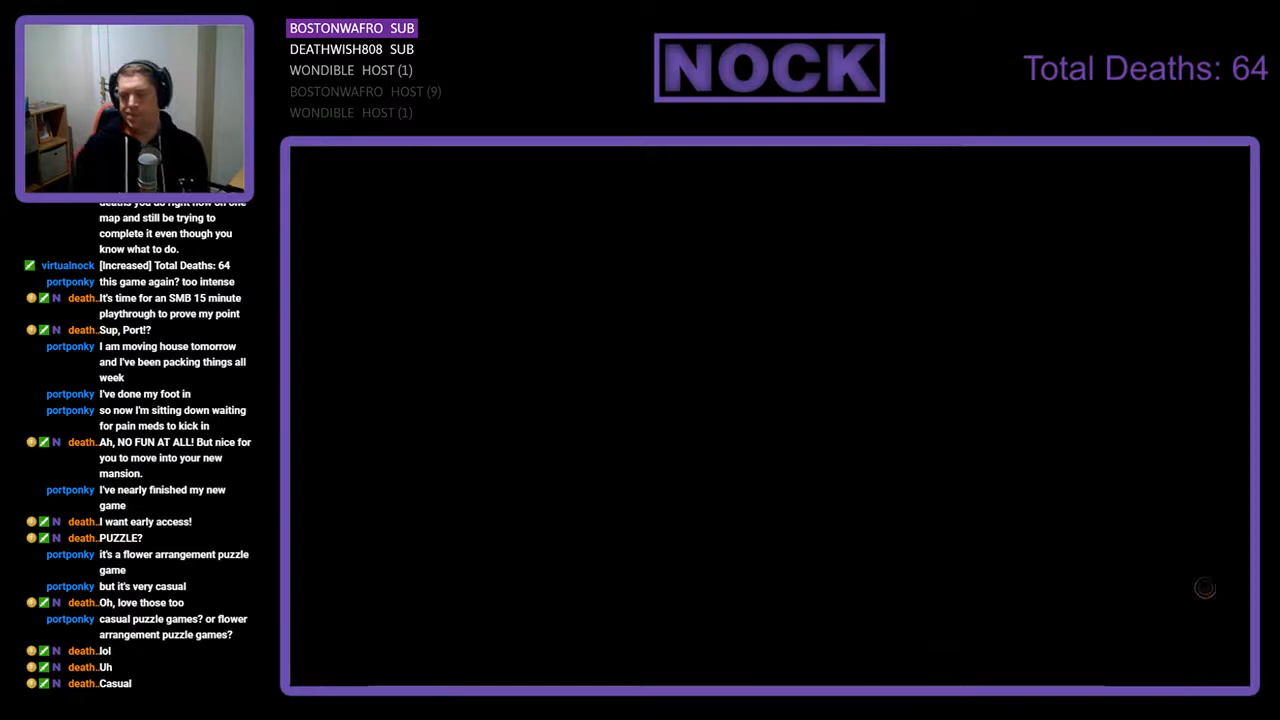 BOSTONWAFRO SUB
DEATHWISH808 SUB
WONDIBLE HOST (1)
BOSTONWAFRO HOST (9)
WONDIBLE HOST (1)
NOCK
Total Deaths: 64
deaths you do right now on one
map and still be trying to
complete it even though you
know what to do.
virtualnock [Increased] Total Deaths: 64
portponky this game again? too intense
N death.. It's time for an SMB 15 minute
playthrough to prove my point
N death.. Sup, Port!?
portponky I am moving house tomorrow
and I've been packing things all
week
portponky I've done my foot in
portponky so now I'm sitting down waiting
for pain meds to kick in
N death.. Ah, NO FUN AT ALL! But nice for
you to move into your new
mansion.
portponky I've nearly finished my new
game
N death.. I want early access!
N death.. PUZZLE?
portponky it's a flower arrangement puzzle
game
portponky but it's very casual
N death.. Oh, love those too
portponky casual puzzle games? or flower
arrangement puzzle games?
N death.. lol
N death.. Uh
N death.. Casual